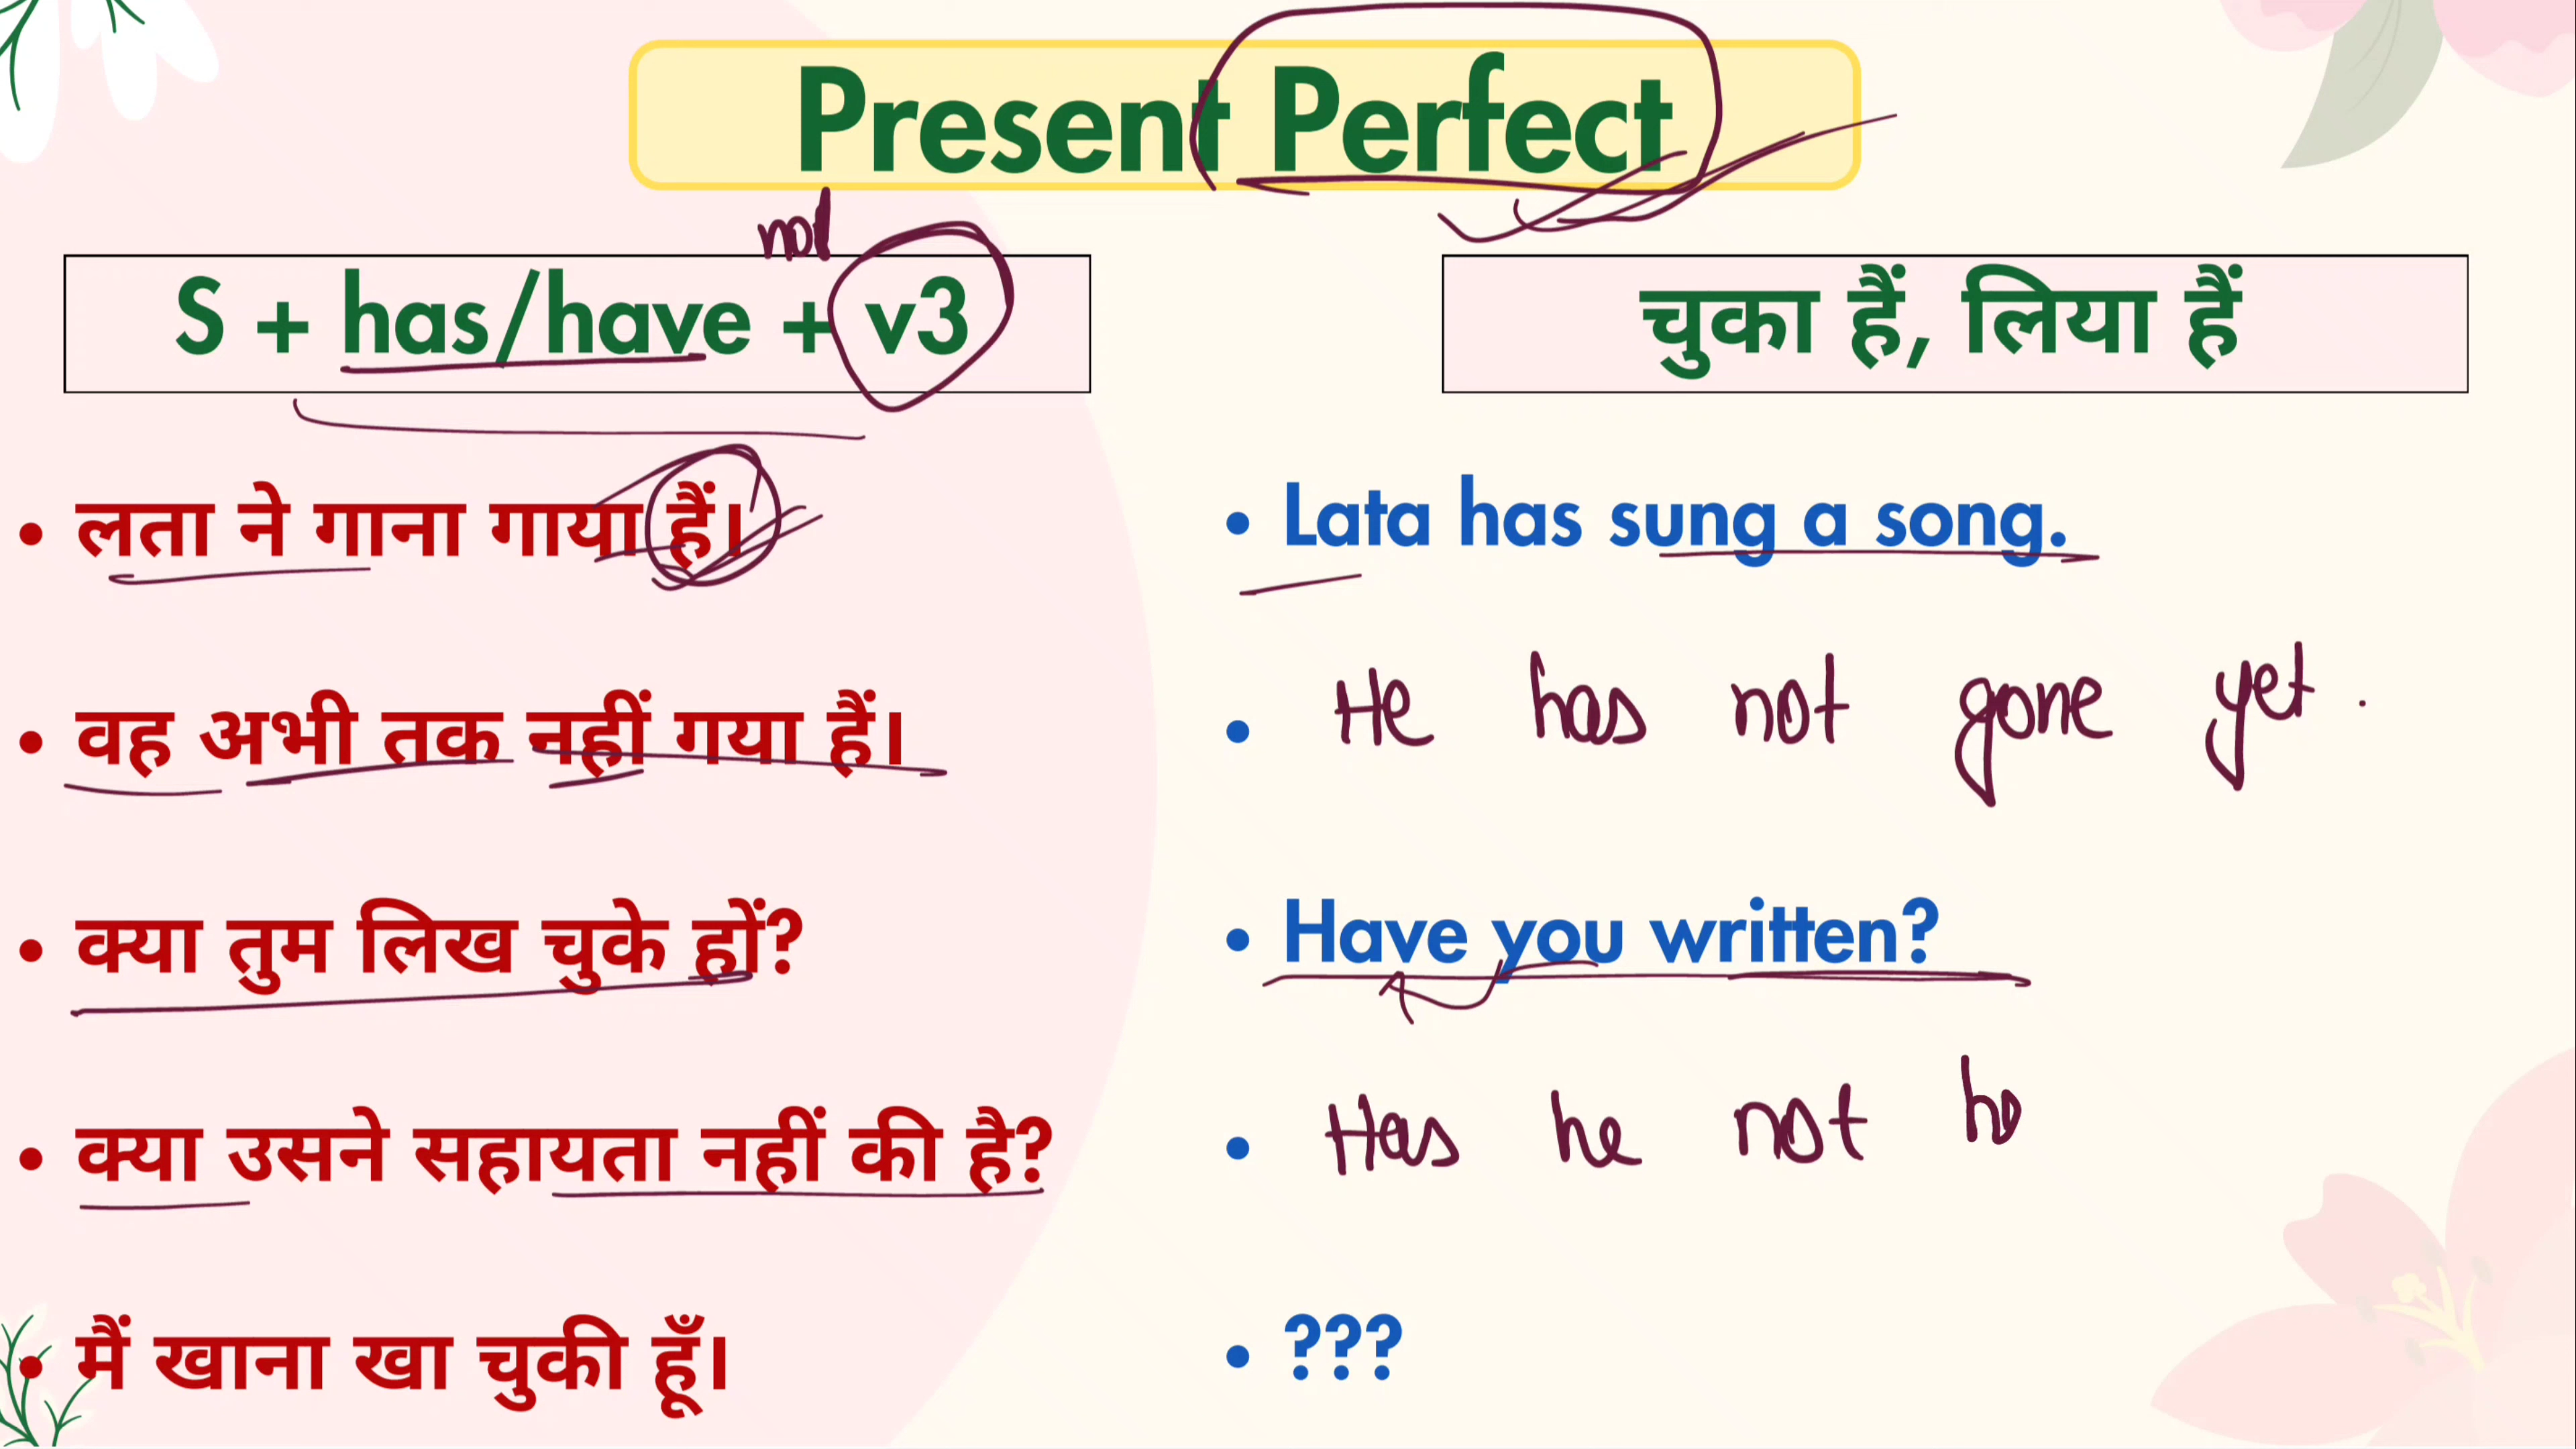 Present Perfect
not
S + has/have + v3
चुका हैं, लिया हैं
• लता ने गाना गाया हैं।
• Lata has sung a song.
• वह अभी तक नहीं गया हैं।
• He has not gone yet.
• क्या तुम लिख चुके हों?
• Have you written?
• क्या उसने सहायता नहीं की है?
• Has he not
• मैं खाना खा चुकी हूँ।
• ???